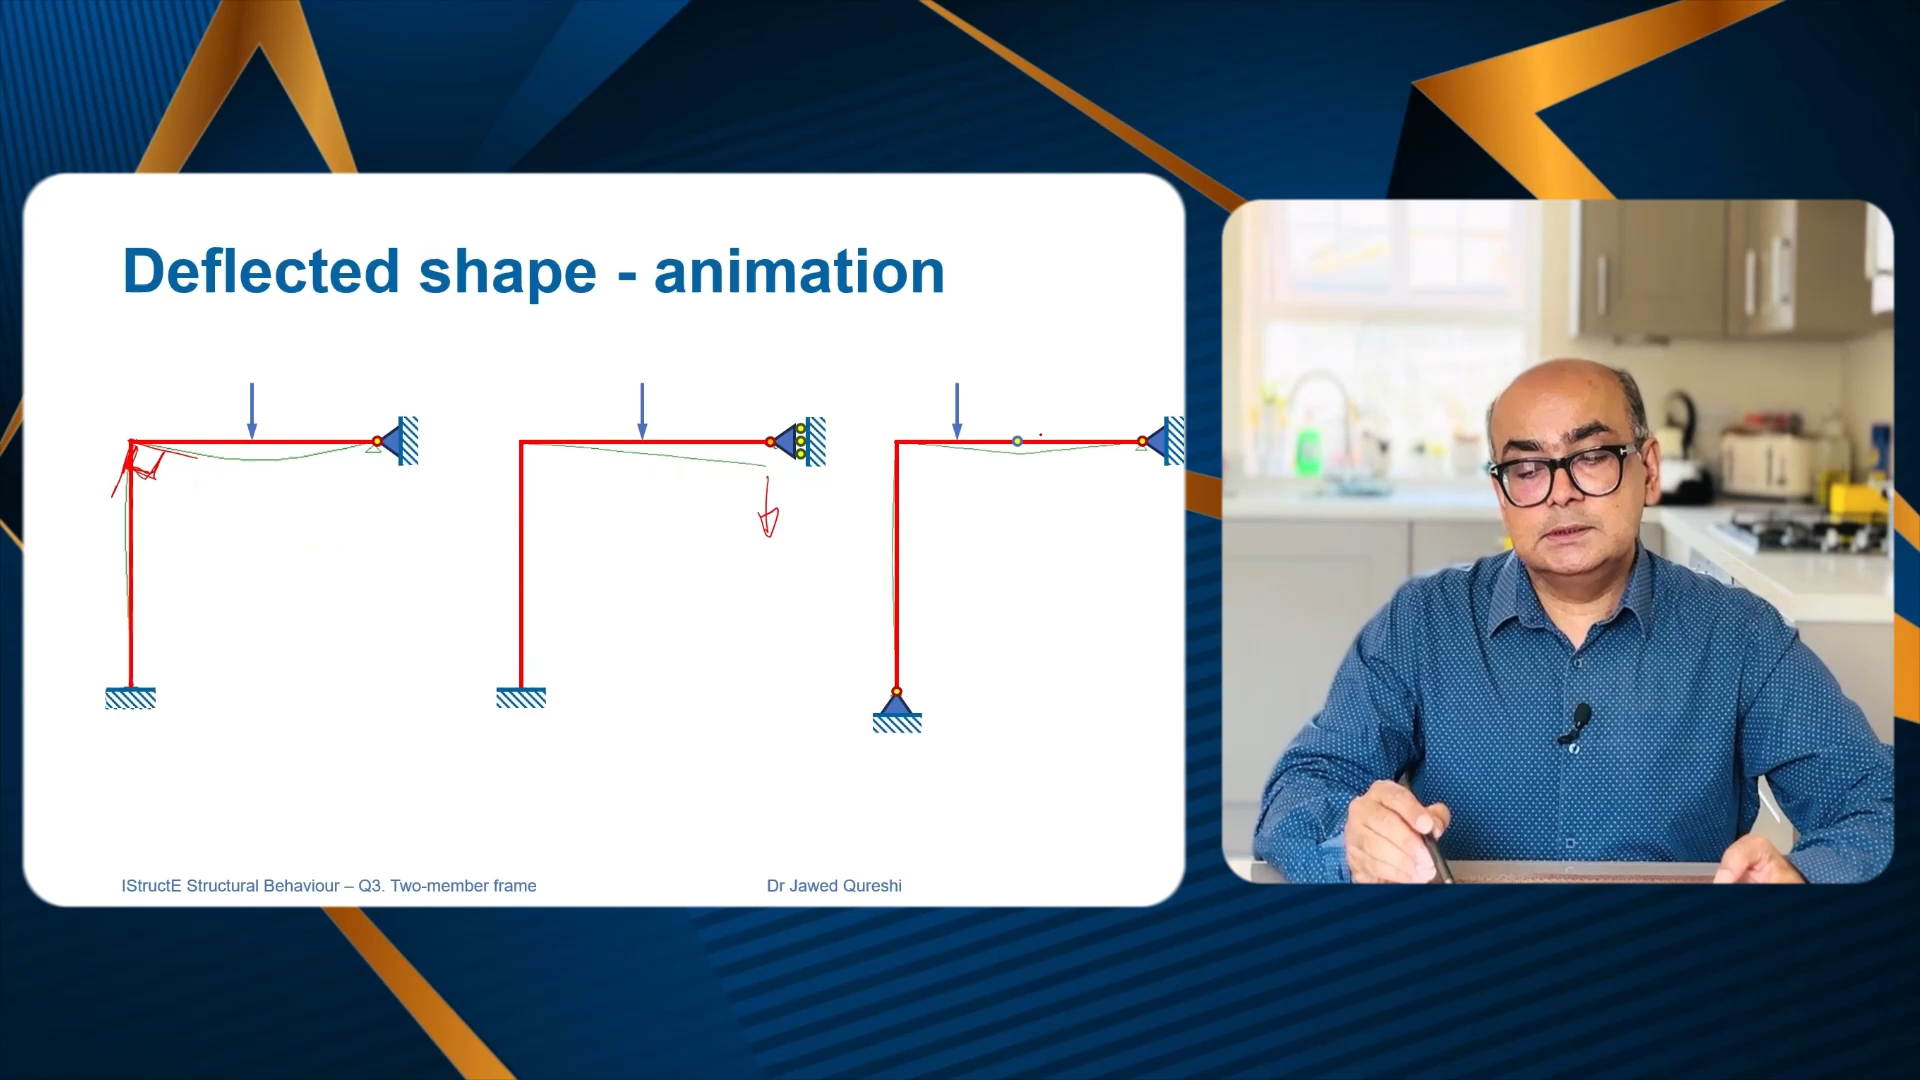 Deflected shape - animation
IStructE Structural Behaviour – Q3. Two-member frame
Dr Jawed Qureshi